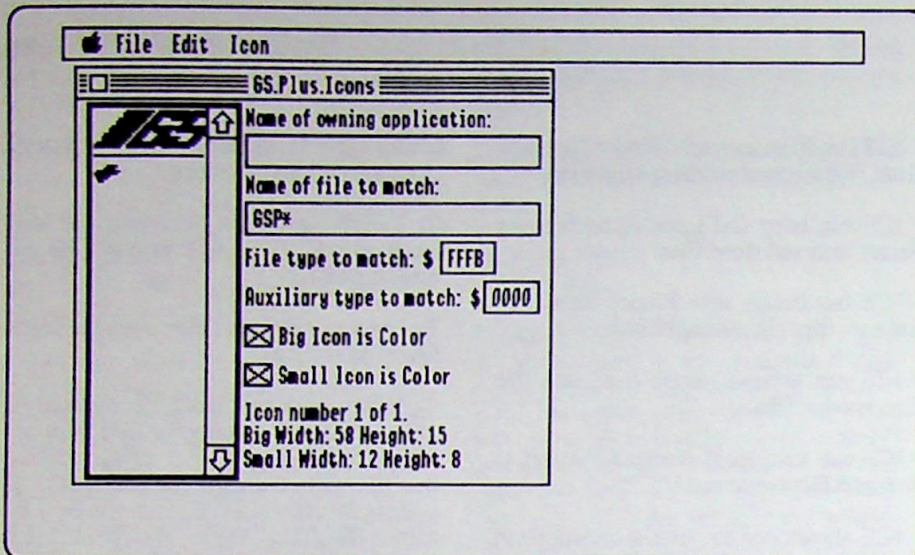 File Edit Icon
GS.Plus.Icons
Name of owning application:
Name of file to match:
GSP*
File type to match: $ FFFB
Auxiliary type to match: $ 0000
Big Icon is Color
Small Icon is Color
Icon number 1 of 1.
Big Width: 58 Height: 15
Small Width: 12 Height: 8